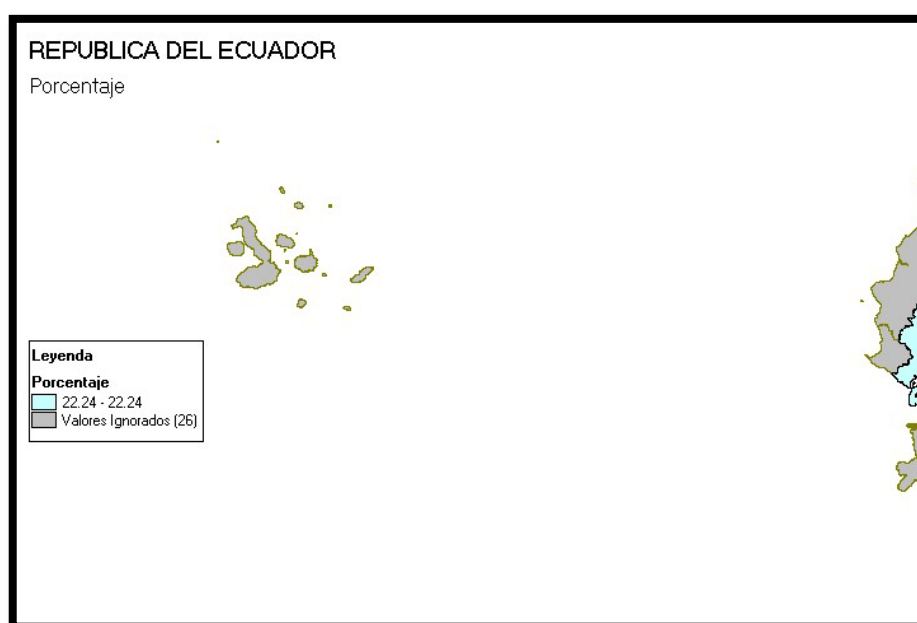 REPUBLICA DEL ECUADOR
Porcentaje
Leyenda
Porcentaje
22.24 - 22.24
Valores Ignorados (26)